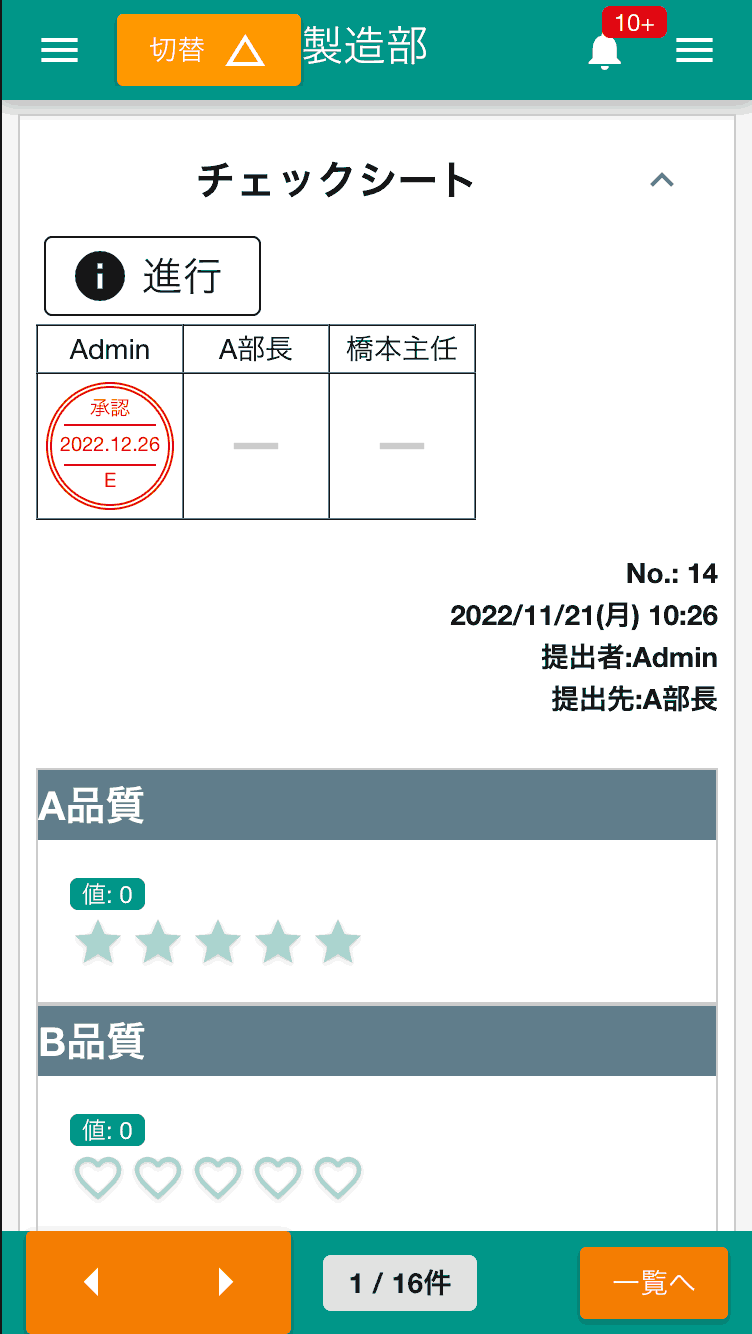 切替
製造部
10+
チェックシート
進行
Admin A部長 橋本主任
承認
2022.12.26
E
No.: 14
2022/11/21(月) 10:26
提出者:Admin
提出先:A部長
A品質
値: 0
B品質
値: 0
1 / 16件
一覧へ